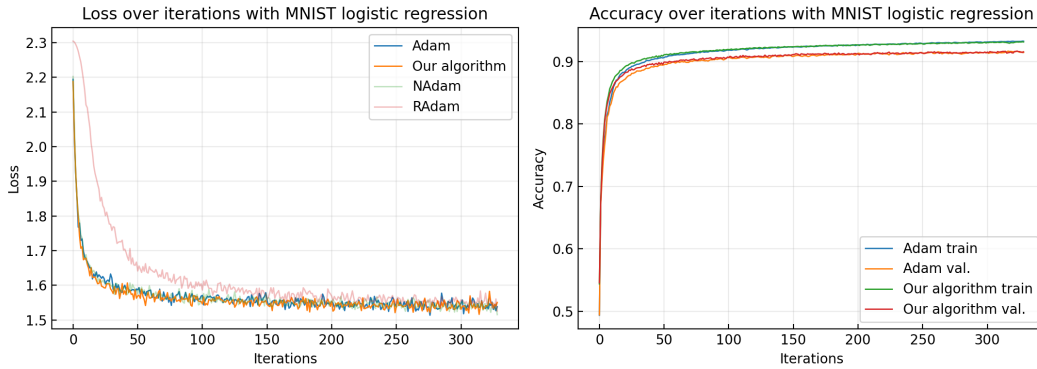 Loss over iterations with MNIST logistic regression
2.3
2.2
2.1
2.0
1.9
1.8
1.7
1.6
1.5
Loss
0
50
100
150
200
250
300
Iterations
Adam
Our algorithm
NAdam
RAdam
Accuracy over iterations with MNIST logistic regression
0.9
0.8
0.7
0.6
0.5
Accuracy
0
50
100
150
200
250
300
Iterations
Adam train
Adam val.
Our algorithm train
Our algorithm val.